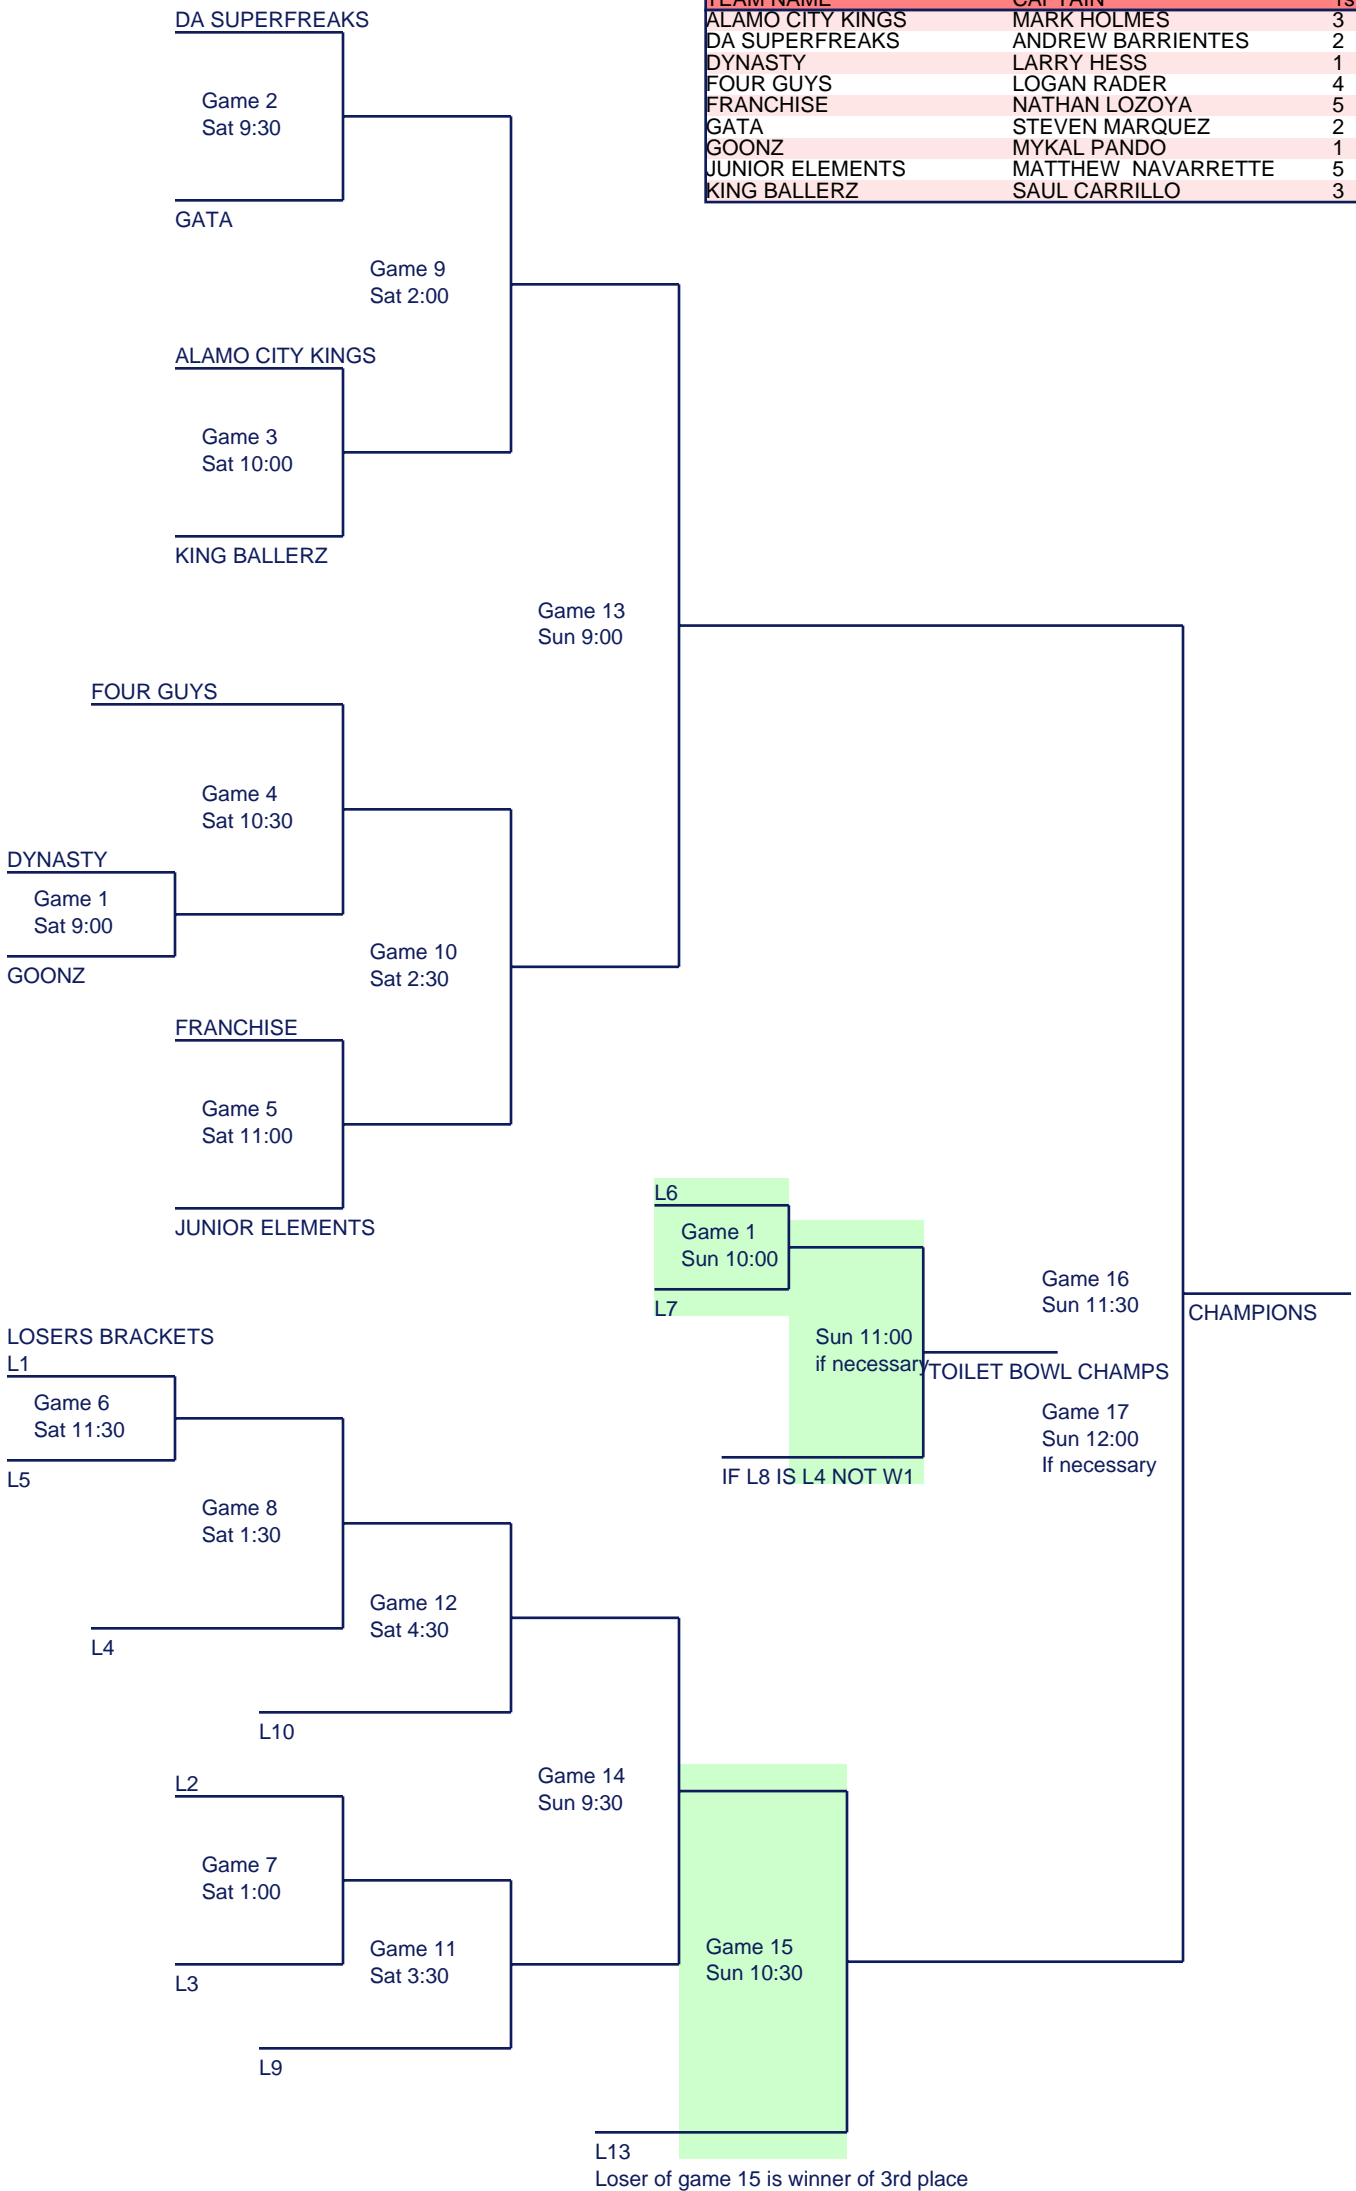 TEAM NAME CAPTAIN
ALAMO CITY KINGS MARK HOLMES 3
DA SUPERFREAKS ANDREW BARRIENTES 2
DYNASTY LARRY HESS 1
FOUR GUYS LOGAN RADER 4
FRANCHISE NATHAN LOZOYA 5
GATA STEVEN MARQUEZ 2
GOONZ MYKAL PANDO 1
JUNIOR ELEMENTS MATTHEW NAVARRETTE 5
KING BALLERZ SAUL CARRILLO 3
DA SUPERFREAKS
Game 2
Sat 9:30
GATA
Game 9
Sat 2:00
ALAMO CITY KINGS
Game 3
Sat 10:00
KING BALLERZ
Game 13
Sun 9:00
FOUR GUYS
Game 4
Sat 10:30
DYNASTY
Game 1
Sat 9:00
GOONZ
Game 10
Sat 2:30
FRANCHISE
Game 5
Sat 11:00
JUNIOR ELEMENTS
L6
Game 1
Sun 10:00
L7
Sun 11:00
if necessary
TOILET BOWL CHAMPS
IF L8 IS L4 NOT W1
Game 16
Sun 11:30
CHAMPIONS
Game 17
Sun 12:00
If necessary
LOSERS BRACKETS
L1
Game 6
Sat 11:30
L5
Game 8
Sat 1:30
L4
Game 12
Sat 4:30
L10
Game 14
Sun 9:30
L2
Game 7
Sat 1:00
L3
Game 11
Sat 3:30
L9
Game 15
Sun 10:30
L13
Loser of game 15 is winner of 3rd place